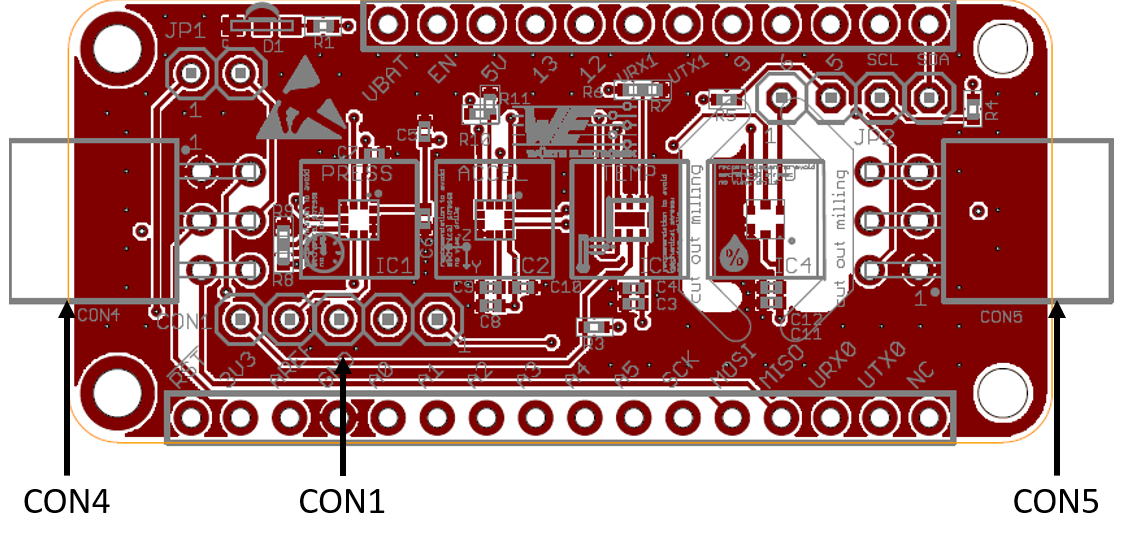 JP1
D1
R1
1
VBAT
EN
5V
13
12
URX1
UTX1
9
6
5
SCL
SDA
R6
R7
R11
R10
R5
R4
JP2
1
WE
WÜRTH ELEKTRONIK
C5
C7
PRESS
ACCEL
TEMP
1
R9
R8
C6
Z
Y
%
cut out milling
cut out milling
IC1
IC2
IC4
C9
C10
C8
C4
C3
R3
C12
C11
CON4
CON1
1
1
CON5
RST
3V3
AREF
GND
A0
A1
A2
A3
A4
A5
SCK
MOSI
MISO
URX0
UTX0
NC
CON4
CON1
CON5